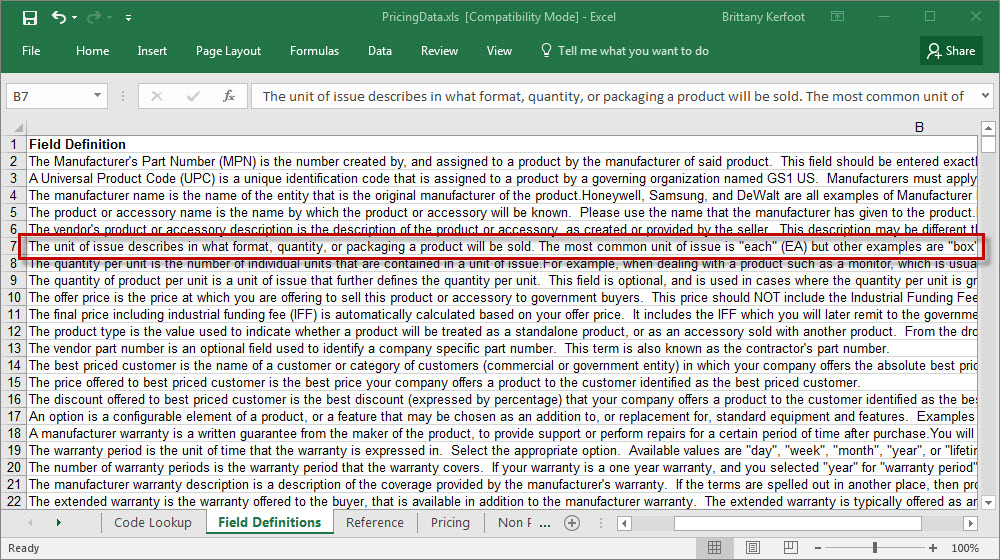 PricingData.xls [Compatibility Mode] - Excel
Brittany Kerfoot
File Home Insert Page Layout Formulas Data Review View Tell me what you want to do Share
B7 fx The unit of issue describes in what format, quantity, or packaging a product will be sold. The most common unit of
B
1 Field Definition
2 The Manufacturer's Part Number (MPN) is the number created by, and assigned to a product by the manufacturer of said product. This field should be entered exactl
3 A Universal Product Code (UPC) is a unique identification code that is assigned to a product by a governing organization named GS1 US. Manufacturers must apply
4 The manufacturer name is the name of the entity that is the original manufacturer of the product.Honeywell, Samsung, and DeWalt are all examples of Manufacturer
5 The product or accessory name is the name by which the product or accessory will be known. Please use the name that the manufacturer has given to the product.
6 The vendor's product or accessory description is the description of the product or accessory, as created or provided by the seller. This description may be different t
7 The unit of issue describes in what format, quantity, or packaging a product will be sold. The most common unit of issue is "each" (EA) but other examples are "box"
8 The quantity per unit is the number of individual units that are contained in a unit of issue.For example, when dealing with a product such as a monitor, which is usua
9 The quantity of product per unit is a unit of issue that further defines the quantity per unit. This field is optional, and is used in cases where the quantity per unit is gr
10 The offer price is the price at which you are offering to sell this product or accessory to government buyers. This price should NOT include the Industrial Funding Fee
11 The final price including industrial funding fee (IFF) is automatically calculated based on your offer price. It includes the IFF which you will later remit to the governme
12 The product type is the value used to indicate whether a product will be treated as a standalone product, or as an accessory sold with another product. From the dro
13 The vendor part number is an optional field used to identify a company specific part number. This term is also known as the contractor's part number.
14 The best priced customer is the name of a customer or category of customers (commercial or government entity) in which your company offers the absolute best pric
15 The price offered to best priced customer is the best price your company offers a product to the customer identified as the best priced customer.
16 The discount offered to best priced customer is the best discount (expressed by percentage) that your company offers a product to the customer identified as the bes
17 An option is a configurable element of a product, or a feature that may be chosen as an addition to, or replacement for, standard equipment and features. Examples
18 A manufacturer warranty is a written guarantee from the maker of the product, to provide support or perform repairs for a certain period of time after purchase.You will
19 The warranty period is the unit of time that the warranty is expressed in. Select the appropriate option. Available values are "day", "week", "month", "year", or "lifetin
20 The number of warranty periods is the warranty period that the warranty covers. If your warranty is a one year warranty, and you selected "year" for "warranty period"
21 The manufacturer warranty description is a description of the coverage provided by the manufacturer's warranty. If the terms are spelled out in another place, then pro
22 The extended warranty is the warranty offered to the buyer, that is available in addition to the manufacturer warranty. The extended warranty is typically offered as an
Code Lookup Field Definitions Reference Pricing Non F ...
Ready 100%